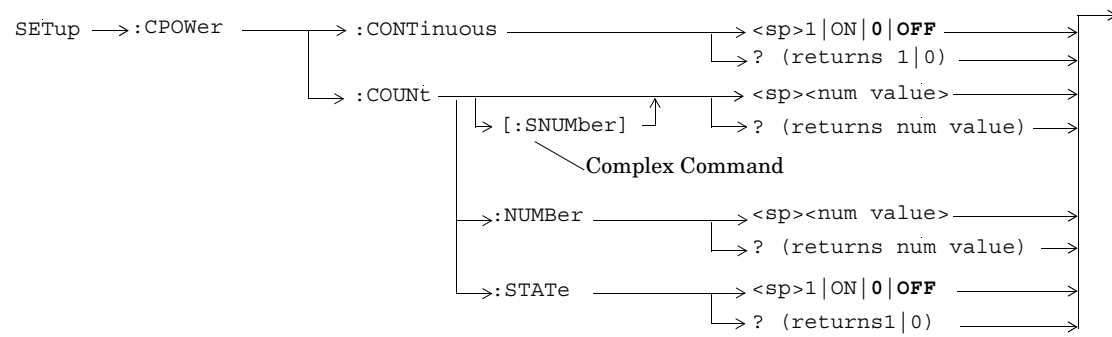 SETup :CPOWer :CONTinuous <sp>1|ON|0|OFF
? (returns 1|0)
:COUNt <sp><num value>
[:SNUMber] ? (returns num value)
Complex Command
:NUMBer <sp><num value>
? (returns num value)
:STATe <sp>1|ON|0|OFF
? (returns1|0)